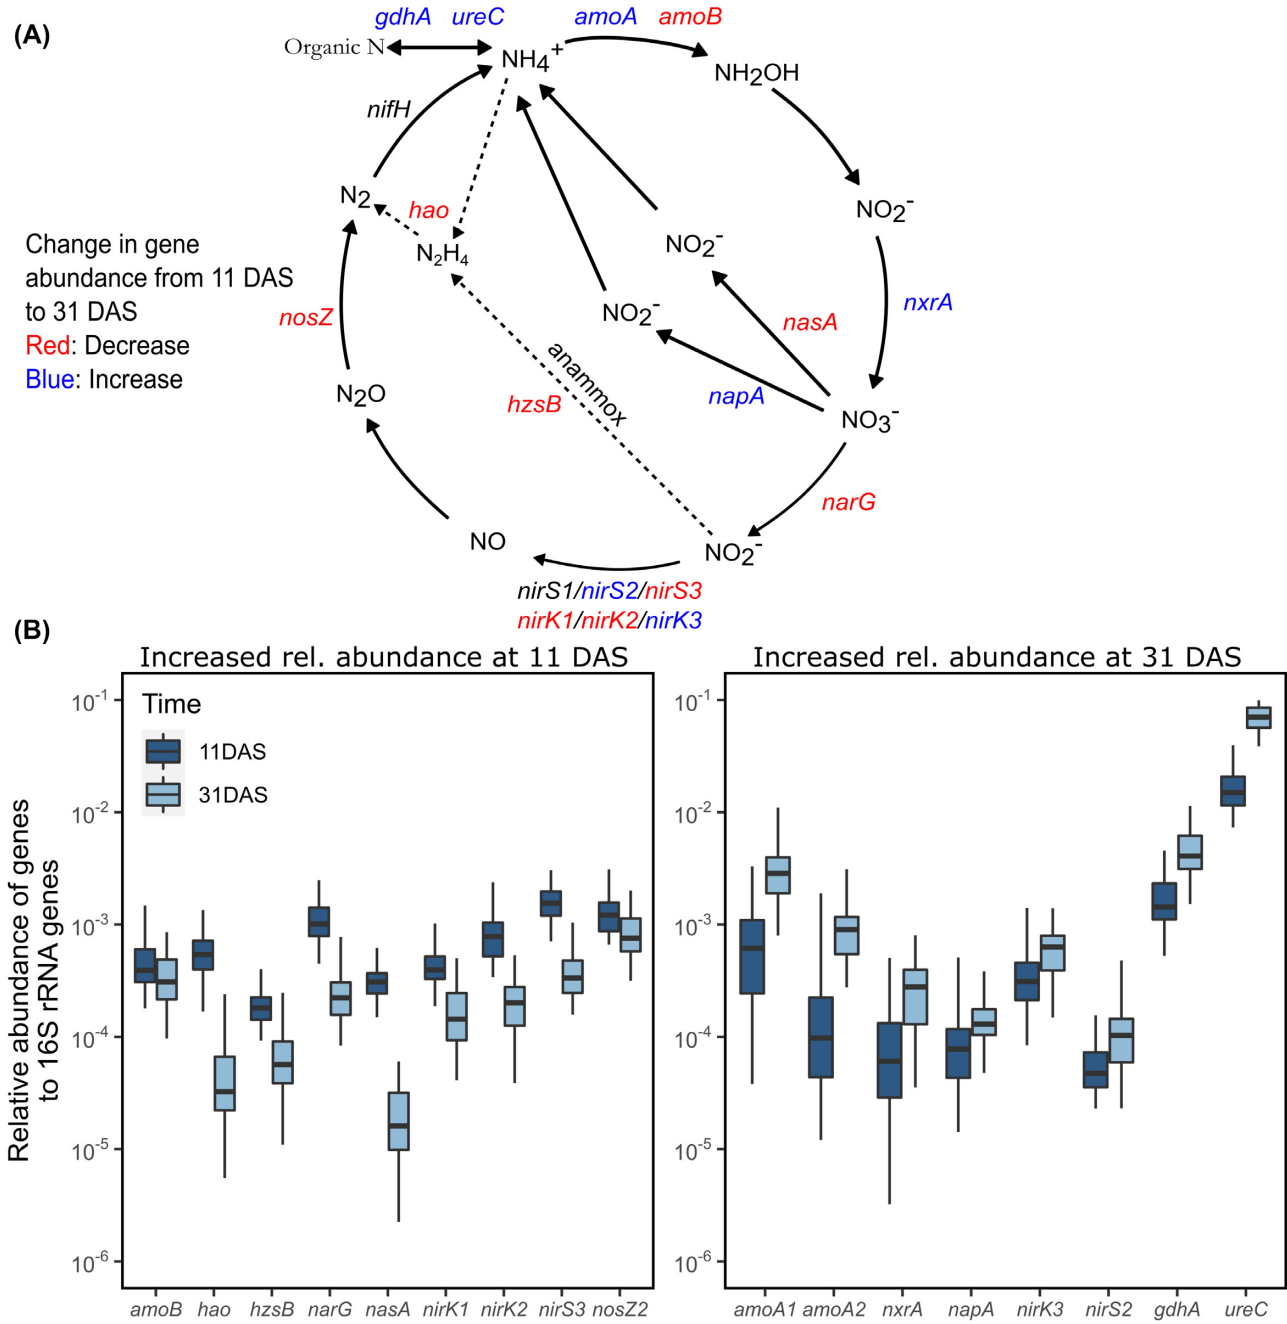 (A)
gdhA ureC amoA amoB
Organic N
NH4+
NH2OH
nifH
N2
hao
NO2-
N2H4
NO2-
Change in gene
abundance from 11 DAS
to 31 DAS
Red: Decrease
Blue: Increase
nosZ
NO2-
nasA
nxrA
anammox
N2O
hzsB
napA
NO3-
narG
NO
NO2-
nirS1/nirS2/nirS3
nirK1/nirK2/nirK3
(B)
Increased rel. abundance at 11 DAS
Increased rel. abundance at 31 DAS
Relative abundance of genes
to 16S rRNA genes
Time
11DAS
31DAS
10-1
10-2
10-3
10-4
10-5
10-6
10-1
10-2
10-3
10-4
10-5
10-6
amoB hao hzsB narG nasA nirK1 nirK2 nirS3 nosZ2
amoA1 amoA2 nxrA napA nirK3 nirS2 gdhA ureC